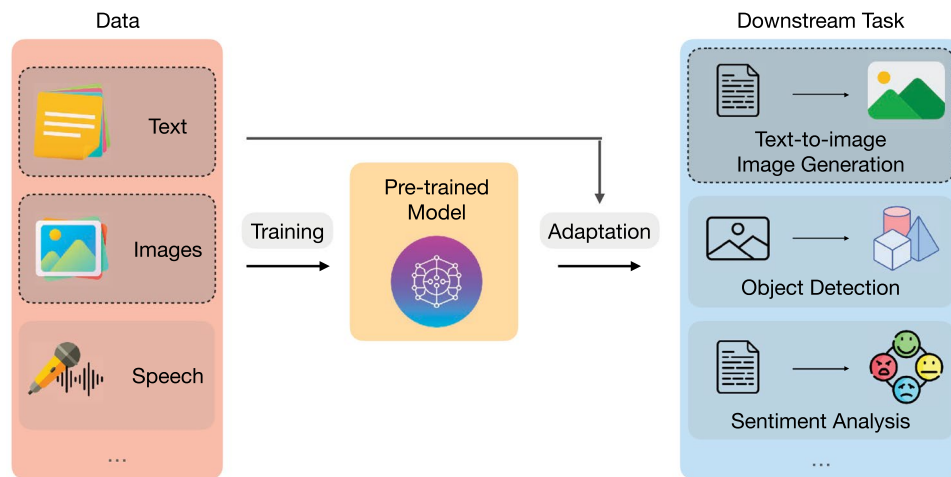 Data
Downstream Task
Text
Text-to-image
Image Generation
Pre-trained
Model
Training
Adaptation
Images
Object Detection
Speech
Sentiment Analysis
...
...